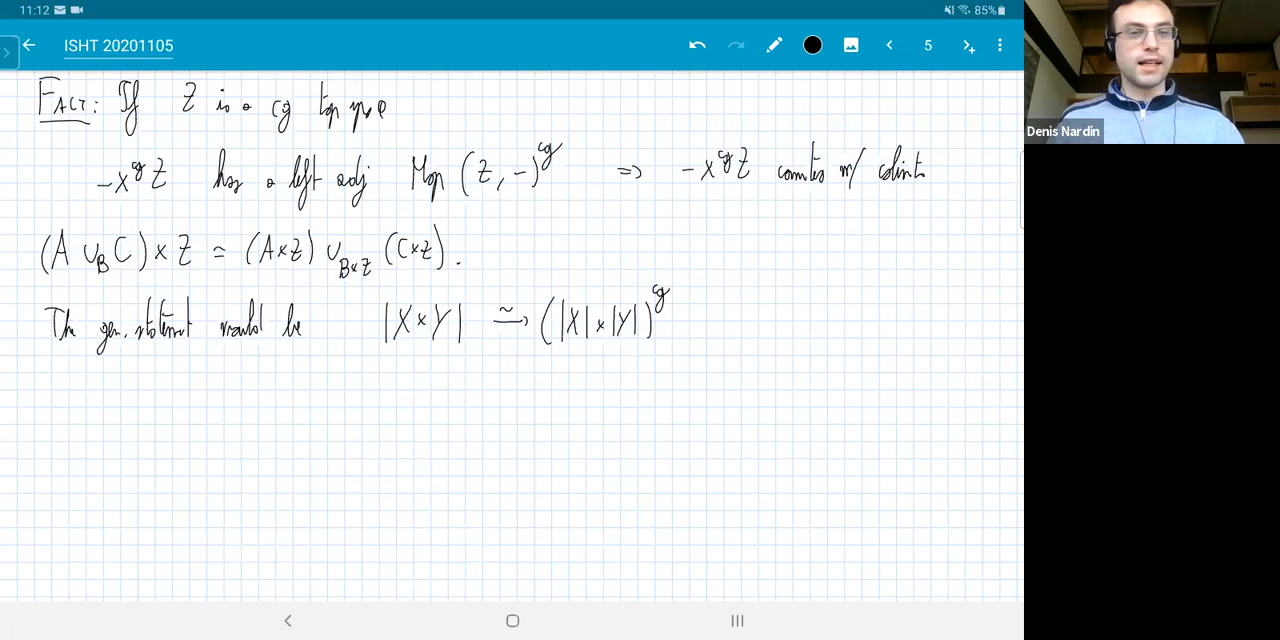 11:12 85%
ISHT 20201105 5
Denis Nardin
FACT: If Z is a cg top space
-×^{cg} Z has a left adj Map (Z, -)^{cg} ⇒ -×^{cg} Z commutes w/ colimits
(A ∪_B C) × Z ≃ (A×Z) ∪_{B×Z} (C×Z).
The gen. statement would be |X × Y| ⥲ (|X| × |Y|)^{cg}